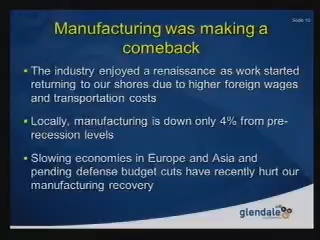 Slide 10
Manufacturing was making a
comeback
▪ The industry enjoyed a renaissance as work started
returning to our shores due to higher foreign wages
and transportation costs
▪ Locally, manufacturing is down only 4% from pre-
recession levels
▪ Slowing economies in Europe and Asia and
pending defense budget cuts have recently hurt our
manufacturing recovery
glendale